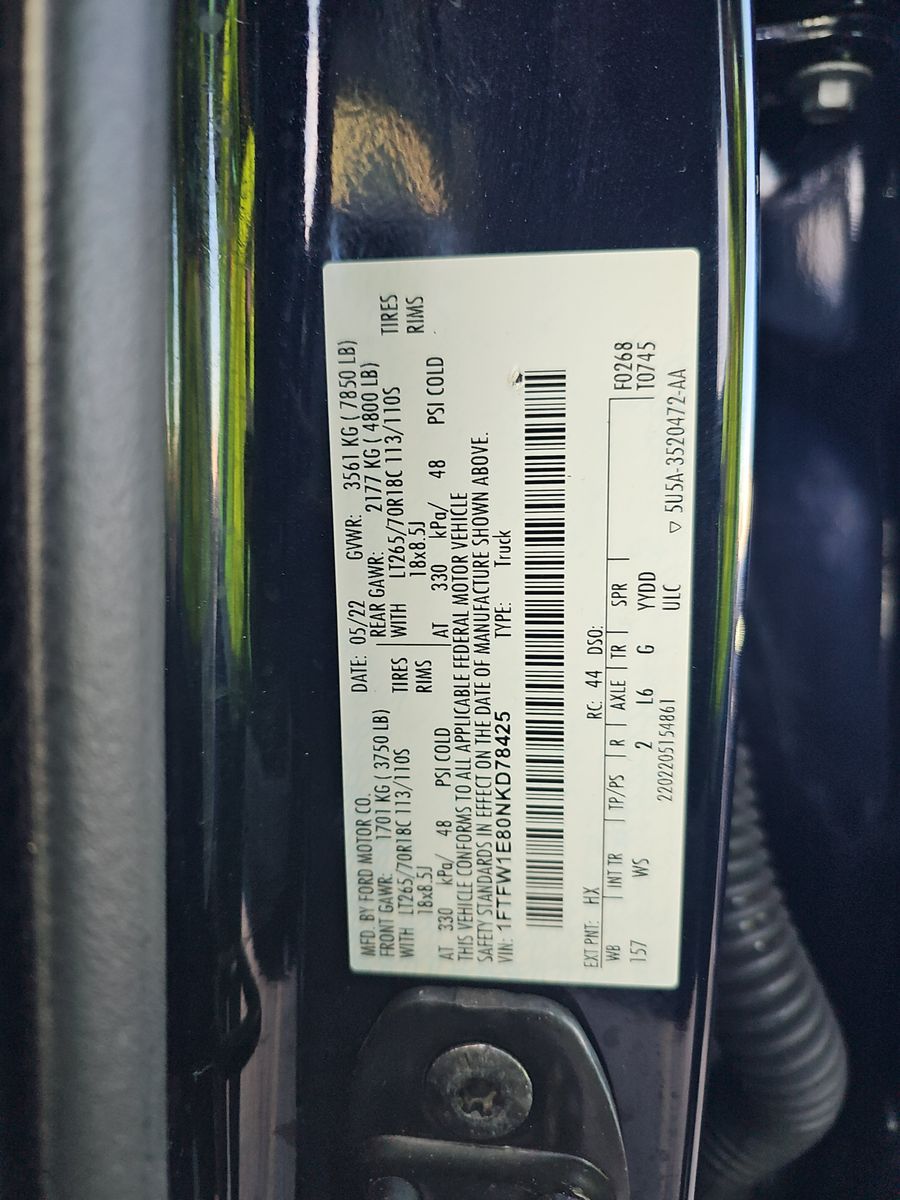 MFD. BY FORD MOTOR CO.
DATE: 05/22 GVWR: 3561 KG ( 7850 LB)
FRONT GAWR: 1701 KG ( 3750 LB)
REAR GAWR: 2177 KG ( 4800 LB)
WITH LT265/70R18C 113/110S TIRES
WITH LT265/70R18C 113/110S TIRES
18x8.5J RIMS
18x8.5J RIMS
AT 330 kPa/ 48 PSI COLD
AT 330 kPa/ 48 PSI COLD
THIS VEHICLE CONFORMS TO ALL APPLICABLE FEDERAL MOTOR VEHICLE
SAFETY STANDARDS IN EFFECT ON THE DATE OF MANUFACTURE SHOWN ABOVE.
VIN: 1FTFW1E80NKD78425 TYPE: Truck
EXT PNT: HX RC: 44 DSO:
WB INT TR TP/PS R AXLE TR SPR F0268
157 WS 2 L6 G YYDD T0745
2202205154861 ULC ▽ 5U5A-3520472-AA